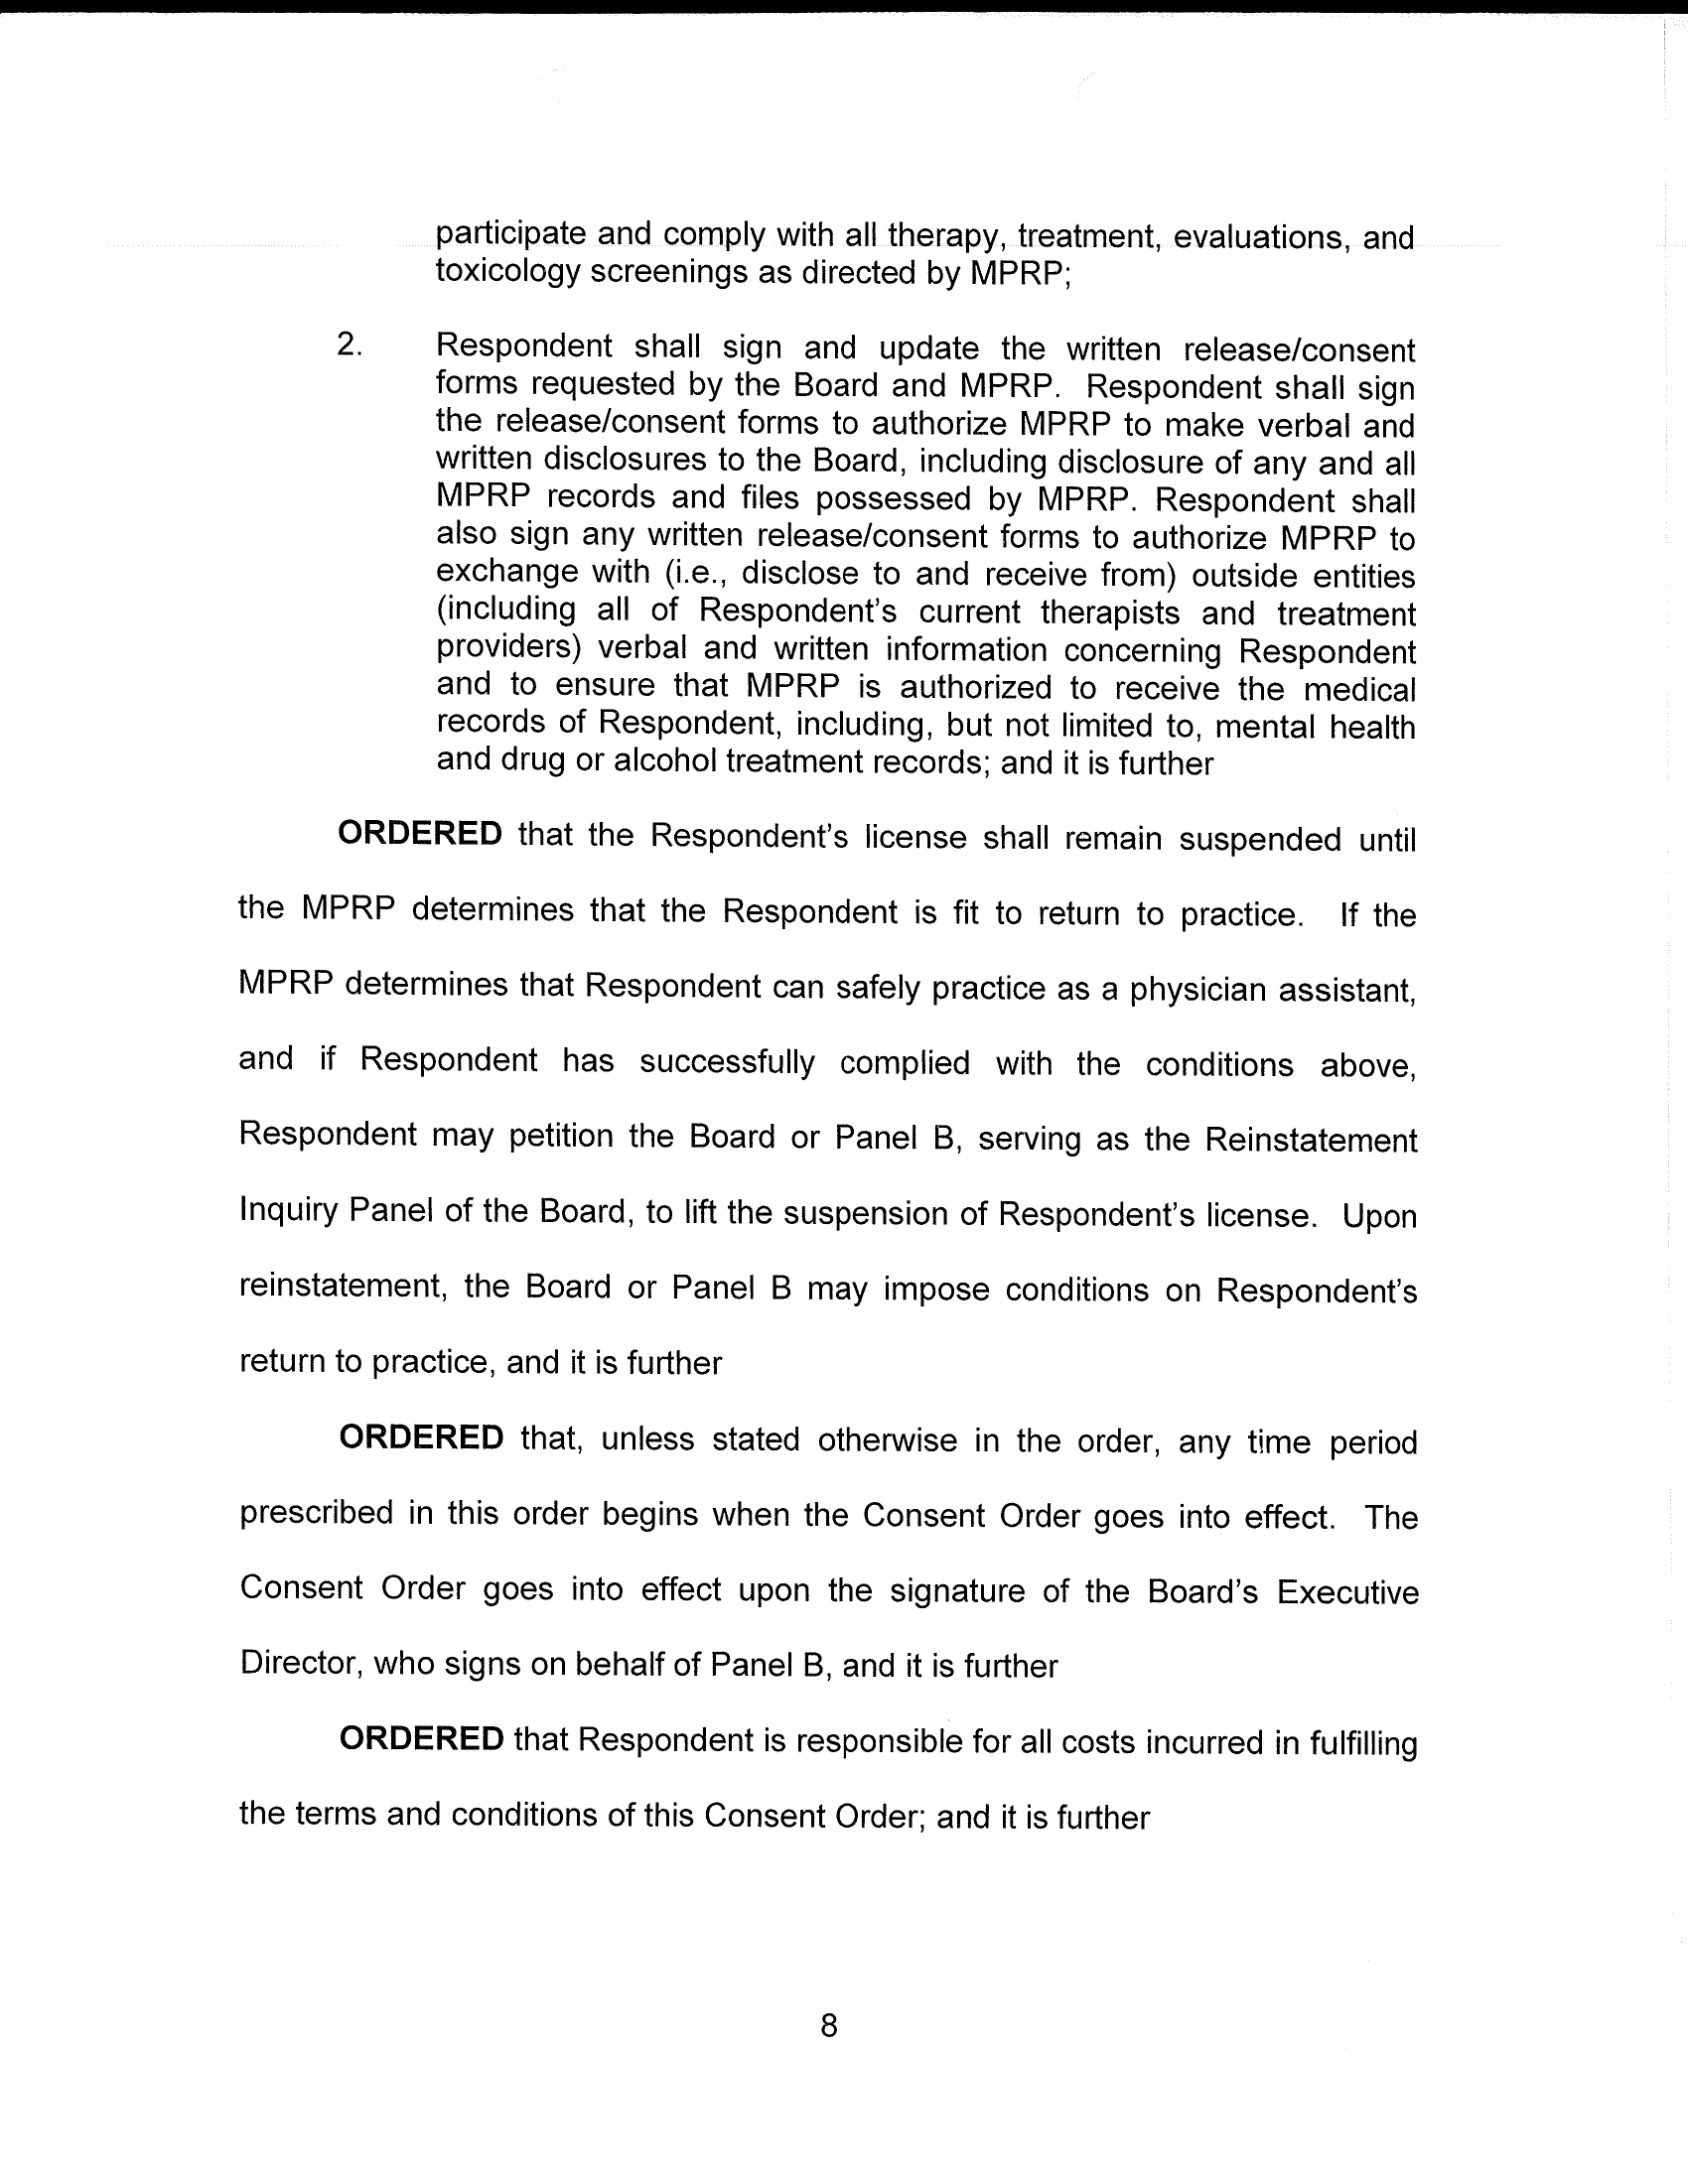 participate and comply with all therapy, treatment, evaluations, and
toxicology screenings as directed by MPRP;
2. Respondent shall sign and update the written release/consent
forms requested by the Board and MPRP. Respondent shall sign
the release/consent forms to authorize MPRP to make verbal and
written disclosures to the Board, including disclosure of any and all
MPRP records and files possessed by MPRP. Respondent shall
also sign any written release/consent forms to authorize MPRP to
exchange with (i.e., disclose to and receive from) outside entities
(including all of Respondent's current therapists and treatment
providers) verbal and written information concerning Respondent
and to ensure that MPRP is authorized to receive the medical
records of Respondent, including, but not limited to, mental health
and drug or alcohol treatment records; and it is further
ORDERED that the Respondent's license shall remain suspended until
the MPRP determines that the Respondent is fit to return to practice. If the
MPRP determines that Respondent can safely practice as a physician assistant,
and if Respondent has successfully complied with the conditions above,
Respondent may petition the Board or Panel B, serving as the Reinstatement
Inquiry Panel of the Board, to lift the suspension of Respondent's license. Upon
reinstatement, the Board or Panel B may impose conditions on Respondent's
return to practice, and it is further
ORDERED that, unless stated otherwise in the order, any time period
prescribed in this order begins when the Consent Order goes into effect. The
Consent Order goes into effect upon the signature of the Board's Executive
Director, who signs on behalf of Panel B, and it is further
ORDERED that Respondent is responsible for all costs incurred in fulfilling
the terms and conditions of this Consent Order; and it is further
8